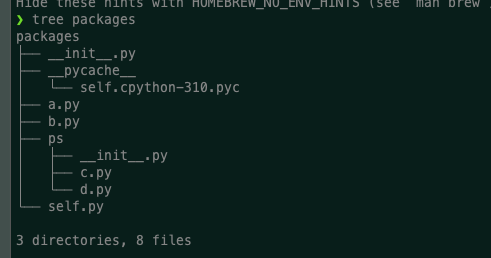 Hide these hints with HOMEBREW_NO_ENV_HINTS (see `man brew`)
❯ tree packages
packages
├── __init__.py
├── __pycache__
│   └── self.cpython-310.pyc
├── a.py
├── b.py
├── ps
│   ├── __init__.py
│   ├── c.py
│   └── d.py
└── self.py
3 directories, 8 files